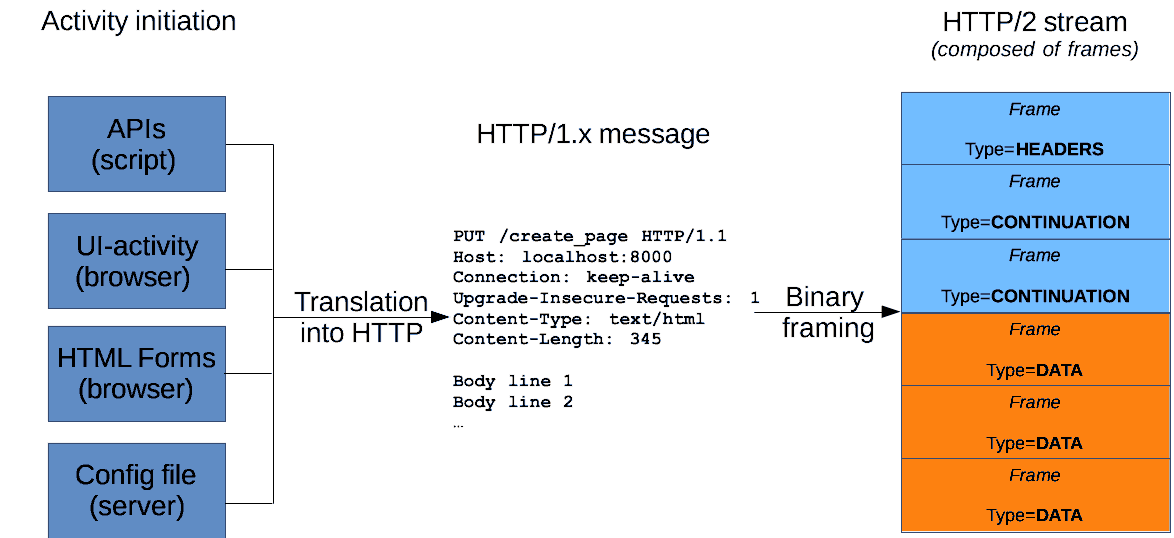 Activity initiation
APIs
(script)
UI-activity
(browser)
HTML Forms
(browser)
Config file
(server)
Translation
into HTTP
HTTP/1.x message
PUT /create_page HTTP/1.1
Host: localhost:8000
Connection: keep-alive
Upgrade-Insecure-Requests: 1
Content-Type: text/html
Content-Length: 345
Body line 1
Body line 2
…
Binary
framing
HTTP/2 stream
(composed of frames)
Frame
Type=HEADERS
Frame
Type=CONTINUATION
Frame
Type=CONTINUATION
Frame
Type=DATA
Frame
Type=DATA
Frame
Type=DATA